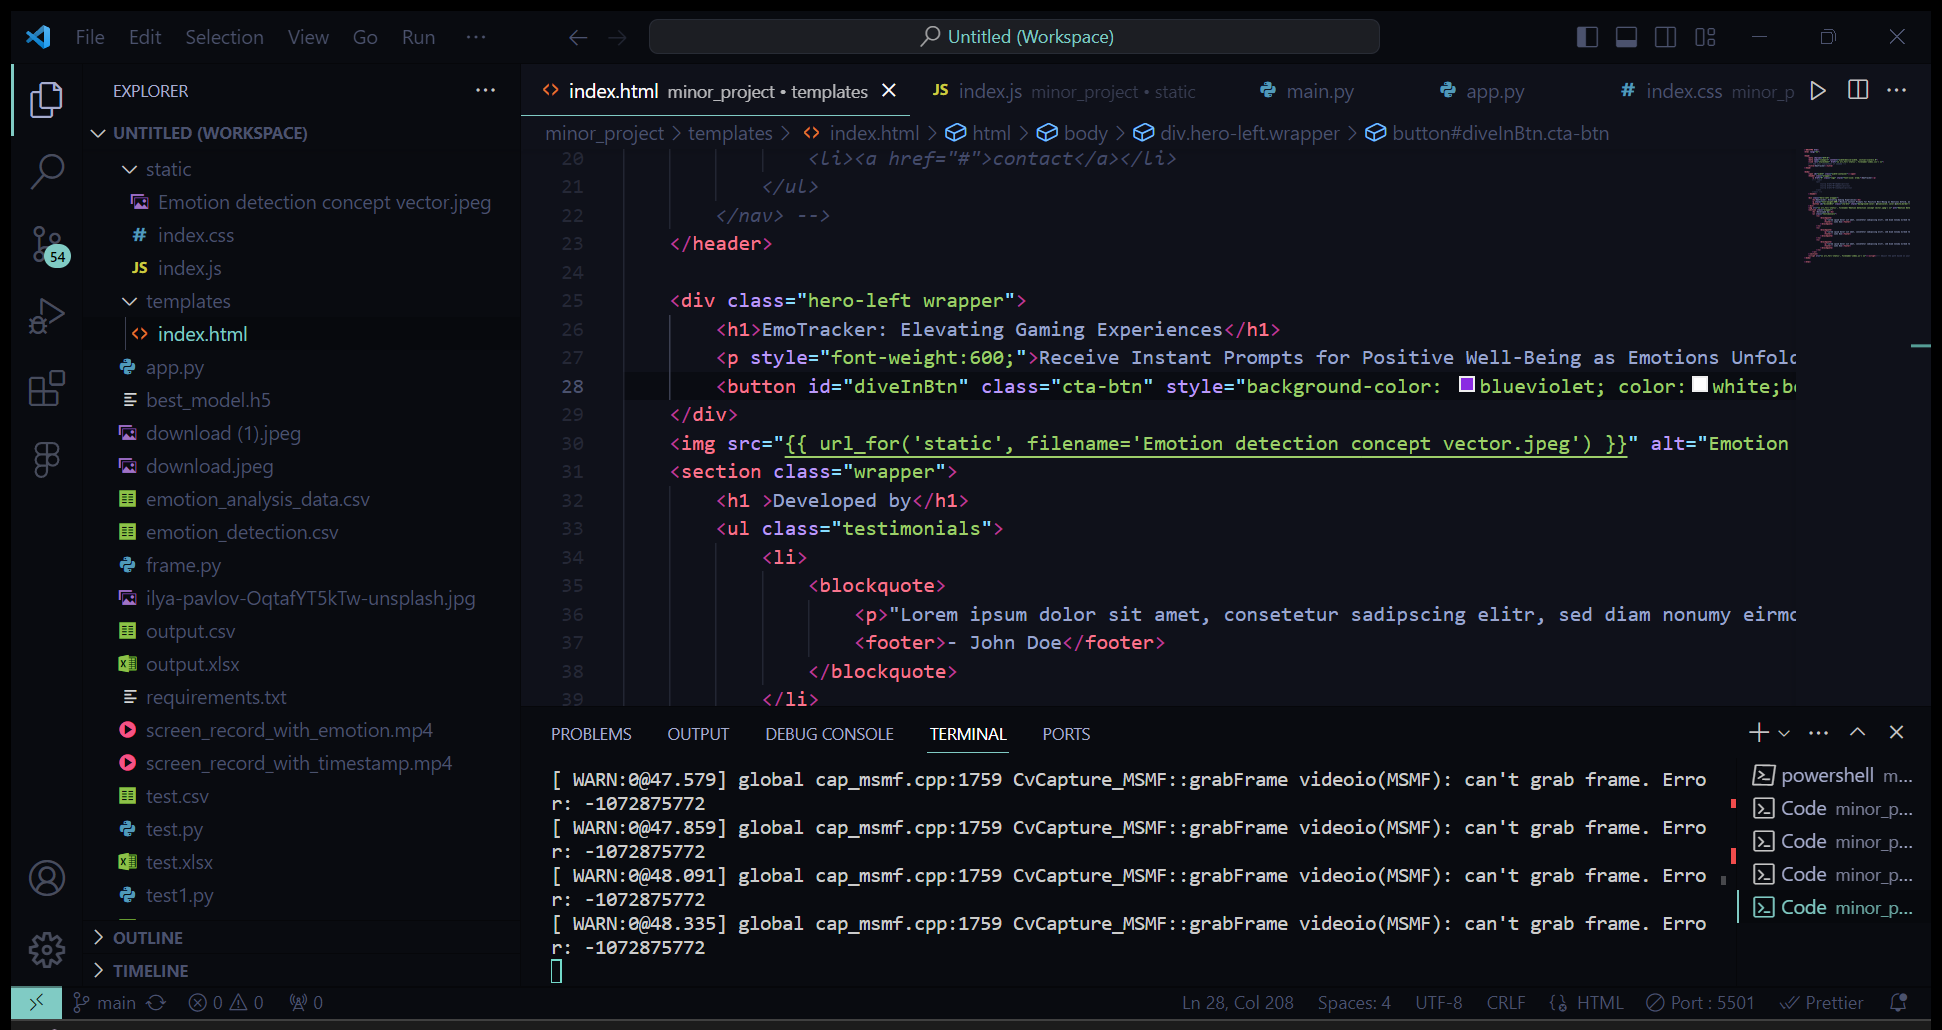 File Edit Selection View Go Run ···
Untitled (Workspace)
EXPLORER
UNTITLED (WORKSPACE)
static
Emotion detection concept vector.jpeg
# index.css
JS index.js
templates
<> index.html
app.py
best_model.h5
download (1).jpeg
download.jpeg
emotion_analysis_data.csv
emotion_detection.csv
frame.py
ilya-pavlov-OqtafYT5kTw-unsplash.jpg
output.csv
output.xlsx
requirements.txt
screen_record_with_emotion.mp4
screen_record_with_timestamp.mp4
test.csv
test.py
test.xlsx
test1.py
OUTLINE
TIMELINE
54
<> index.html minor_project • templates
JS index.js minor_project • static
main.py
app.py
# index.css minor_p
minor_project > templates > <> index.html > html > body > div.hero-left.wrapper > button#diveInBtn.cta-btn
20 <li><a href="#">contact</a></li>
21 </ul>
22 </nav> -->
23 </header>
24
25 <div class="hero-left wrapper">
26 <h1>EmoTracker: Elevating Gaming Experiences</h1>
27 <p style="font-weight:600;">Receive Instant Prompts for Positive Well-Being as Emotions Unfol
28 <button id="diveInBtn" class="cta-btn" style="background-color: blueviolet; color: white;b
29 </div>
30 <img src="{{ url_for('static', filename='Emotion detection concept vector.jpeg') }}" alt="Emotion
31 <section class="wrapper">
32 <h1 >Developed by</h1>
33 <ul class="testimonials">
34 <li>
35 <blockquote>
36 <p>"Lorem ipsum dolor sit amet, consetetur sadipscing elitr, sed diam nonumy eirmo
37 <footer>- John Doe</footer>
38 </blockquote>
39 </li>
PROBLEMS OUTPUT DEBUG CONSOLE TERMINAL PORTS
[ WARN:0@47.579] global cap_msmf.cpp:1759 CvCapture_MSMF::grabFrame videoio(MSMF): can't grab frame. Erro
r: -1072875772
[ WARN:0@47.859] global cap_msmf.cpp:1759 CvCapture_MSMF::grabFrame videoio(MSMF): can't grab frame. Erro
r: -1072875772
[ WARN:0@48.091] global cap_msmf.cpp:1759 CvCapture_MSMF::grabFrame videoio(MSMF): can't grab frame. Erro
r: -1072875772
[ WARN:0@48.335] global cap_msmf.cpp:1759 CvCapture_MSMF::grabFrame videoio(MSMF): can't grab frame. Erro
r: -1072875772
powershell m...
Code minor_p...
Code minor_p...
Code minor_p...
Code minor_p...
main 0 0 0
Ln 28, Col 208 Spaces: 4 UTF-8 CRLF HTML Port : 5501 Prettier